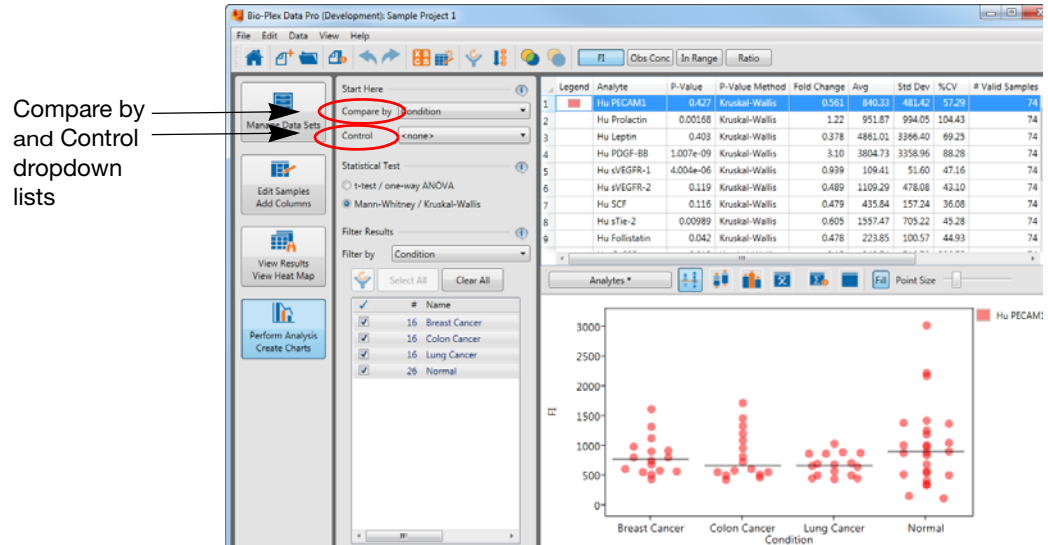 Bio-Plex Data Pro (Development): Sample Project 1
File Edit Data View Help
FI Obs Conc In Range Ratio
Compare by
and Control
dropdown
lists
Manage Data Sets
Edit Samples
Add Columns
View Results
View Heat Map
Perform Analysis
Create Charts
Start Here
Compare by Condition
Control <none>
Statistical Test
t-test / one-way ANOVA
Mann-Whitney / Kruskal-Wallis
Filter Results
Filter by Condition
Select All Clear All
# Name
16 Breast Cancer
16 Colon Cancer
16 Lung Cancer
26 Normal
Legend Analyte P-Value P-Value Method Fold Change Avg Std Dev %CV # Valid Samples
1 Hu PECAM1 0.427 Kruskal-Wallis 0.561 840.33 481.42 57.29 74
2 Hu Prolactin 0.00168 Kruskal-Wallis 1.22 951.87 994.05 104.43 74
3 Hu Leptin 0.403 Kruskal-Wallis 0.378 4861.01 3366.40 69.25 74
4 Hu PDGF-BB 1.007e-09 Kruskal-Wallis 3.10 3804.73 3358.96 88.28 74
5 Hu sVEGFR-1 4.004e-06 Kruskal-Wallis 0.939 109.41 51.60 47.16 74
6 Hu sVEGFR-2 0.119 Kruskal-Wallis 0.489 1109.29 478.08 43.10 74
7 Hu SCF 0.116 Kruskal-Wallis 0.479 435.84 157.24 36.08 74
8 Hu sTie-2 0.00989 Kruskal-Wallis 0.605 1557.47 705.22 45.28 74
9 Hu Follistatin 0.042 Kruskal-Wallis 0.478 223.85 100.57 44.93 74
Analytes Fill Point Size
Hu PECAM1
FI
3000
2500
2000
1500
1000
500
0
Breast Cancer Colon Cancer Lung Cancer Normal
Condition